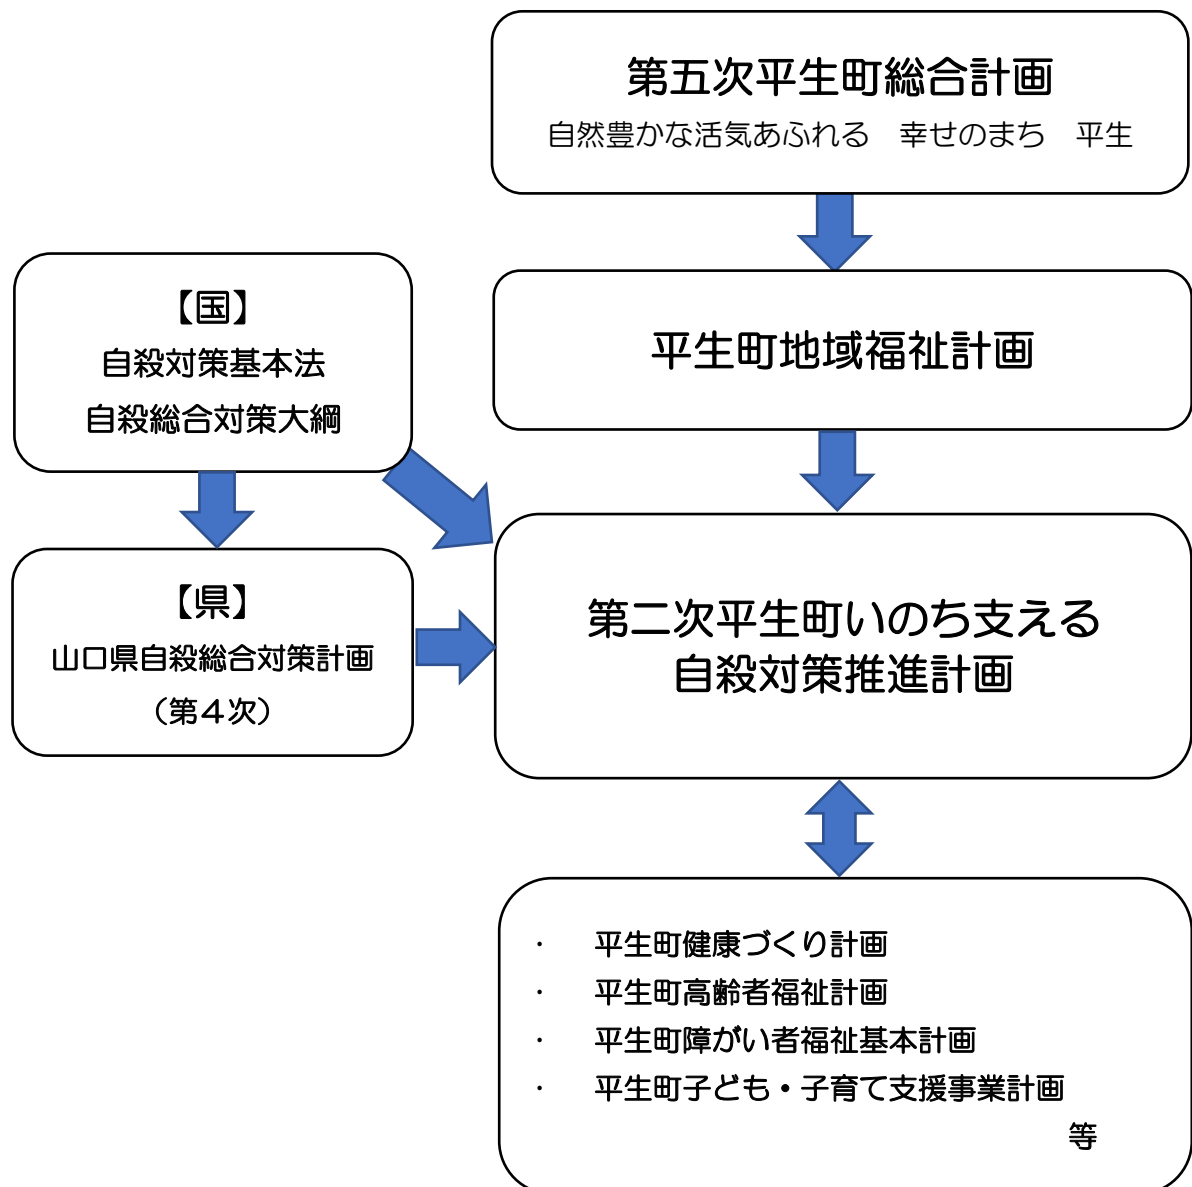 第五次平生町総合計画
自然豊かな活気あふれる　幸せのまち　平生
平生町地域福祉計画
【国】
自殺対策基本法
自殺総合対策大綱
【県】
山口県自殺総合対策計画
（第４次）
第二次平生町いのち支える
自殺対策推進計画
・　平生町健康づくり計画
・　平生町高齢者福祉計画
・　平生町障がい者福祉基本計画
・　平生町子ども・子育て支援事業計画
等